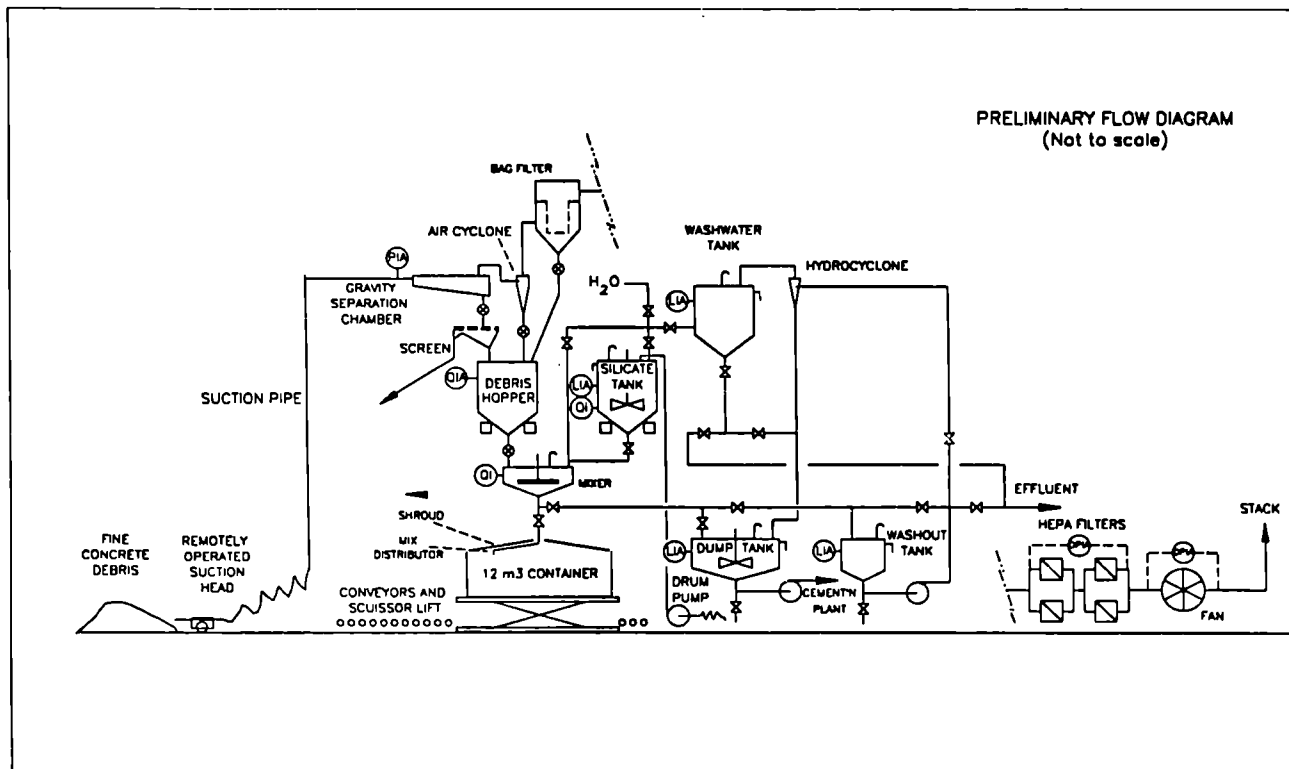 PRELIMINARY FLOW DIAGRAM
(Not to scale)
BAG FILTER
AIR CYCLONE
WASHWATER
TANK
HYDROCYCLONE
PIA
H2O
LIA
GRAVITY
SEPARATION
CHAMBER
SCREEN
SILICATE
TANK
QIA
DEBRIS
HOPPER
LIA
QI
SUCTION PIPE
QI
MIXER
EFFLUENT
STACK
SHROUD
HEPA FILTERS
MIX
DISTRIBUTOR
FINE
CONCRETE
DEBRIS
REMOTELY
OPERATED
SUCTION
HEAD
LIA
DUMP TANK
LIA
WASHOUT
TANK
12 m3 CONTAINER
DRUM
PUMP
CEMENT'N
PLANT
CONVEYORS AND
SCUISSOR LIFT
FAN